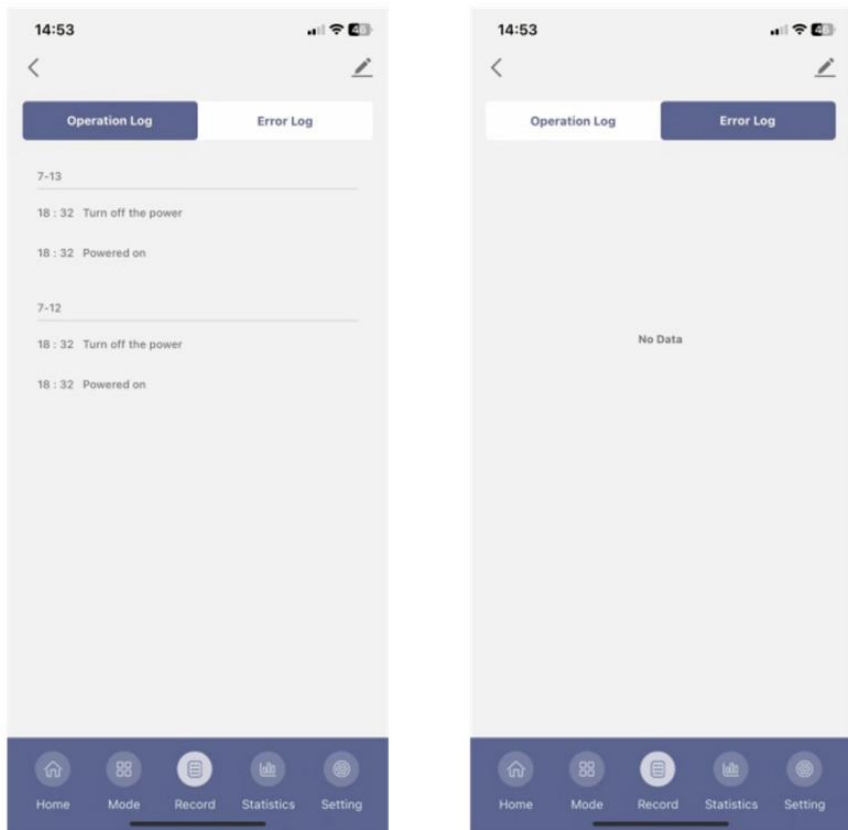 14:53
46
Operation Log Error Log
7-13
18 : 32 Turn off the power
18 : 32 Powered on
7-12
18 : 32 Turn off the power
18 : 32 Powered on
Home Mode Record Statistics Setting
14:53
46
Operation Log Error Log
No Data
Home Mode Record Statistics Setting